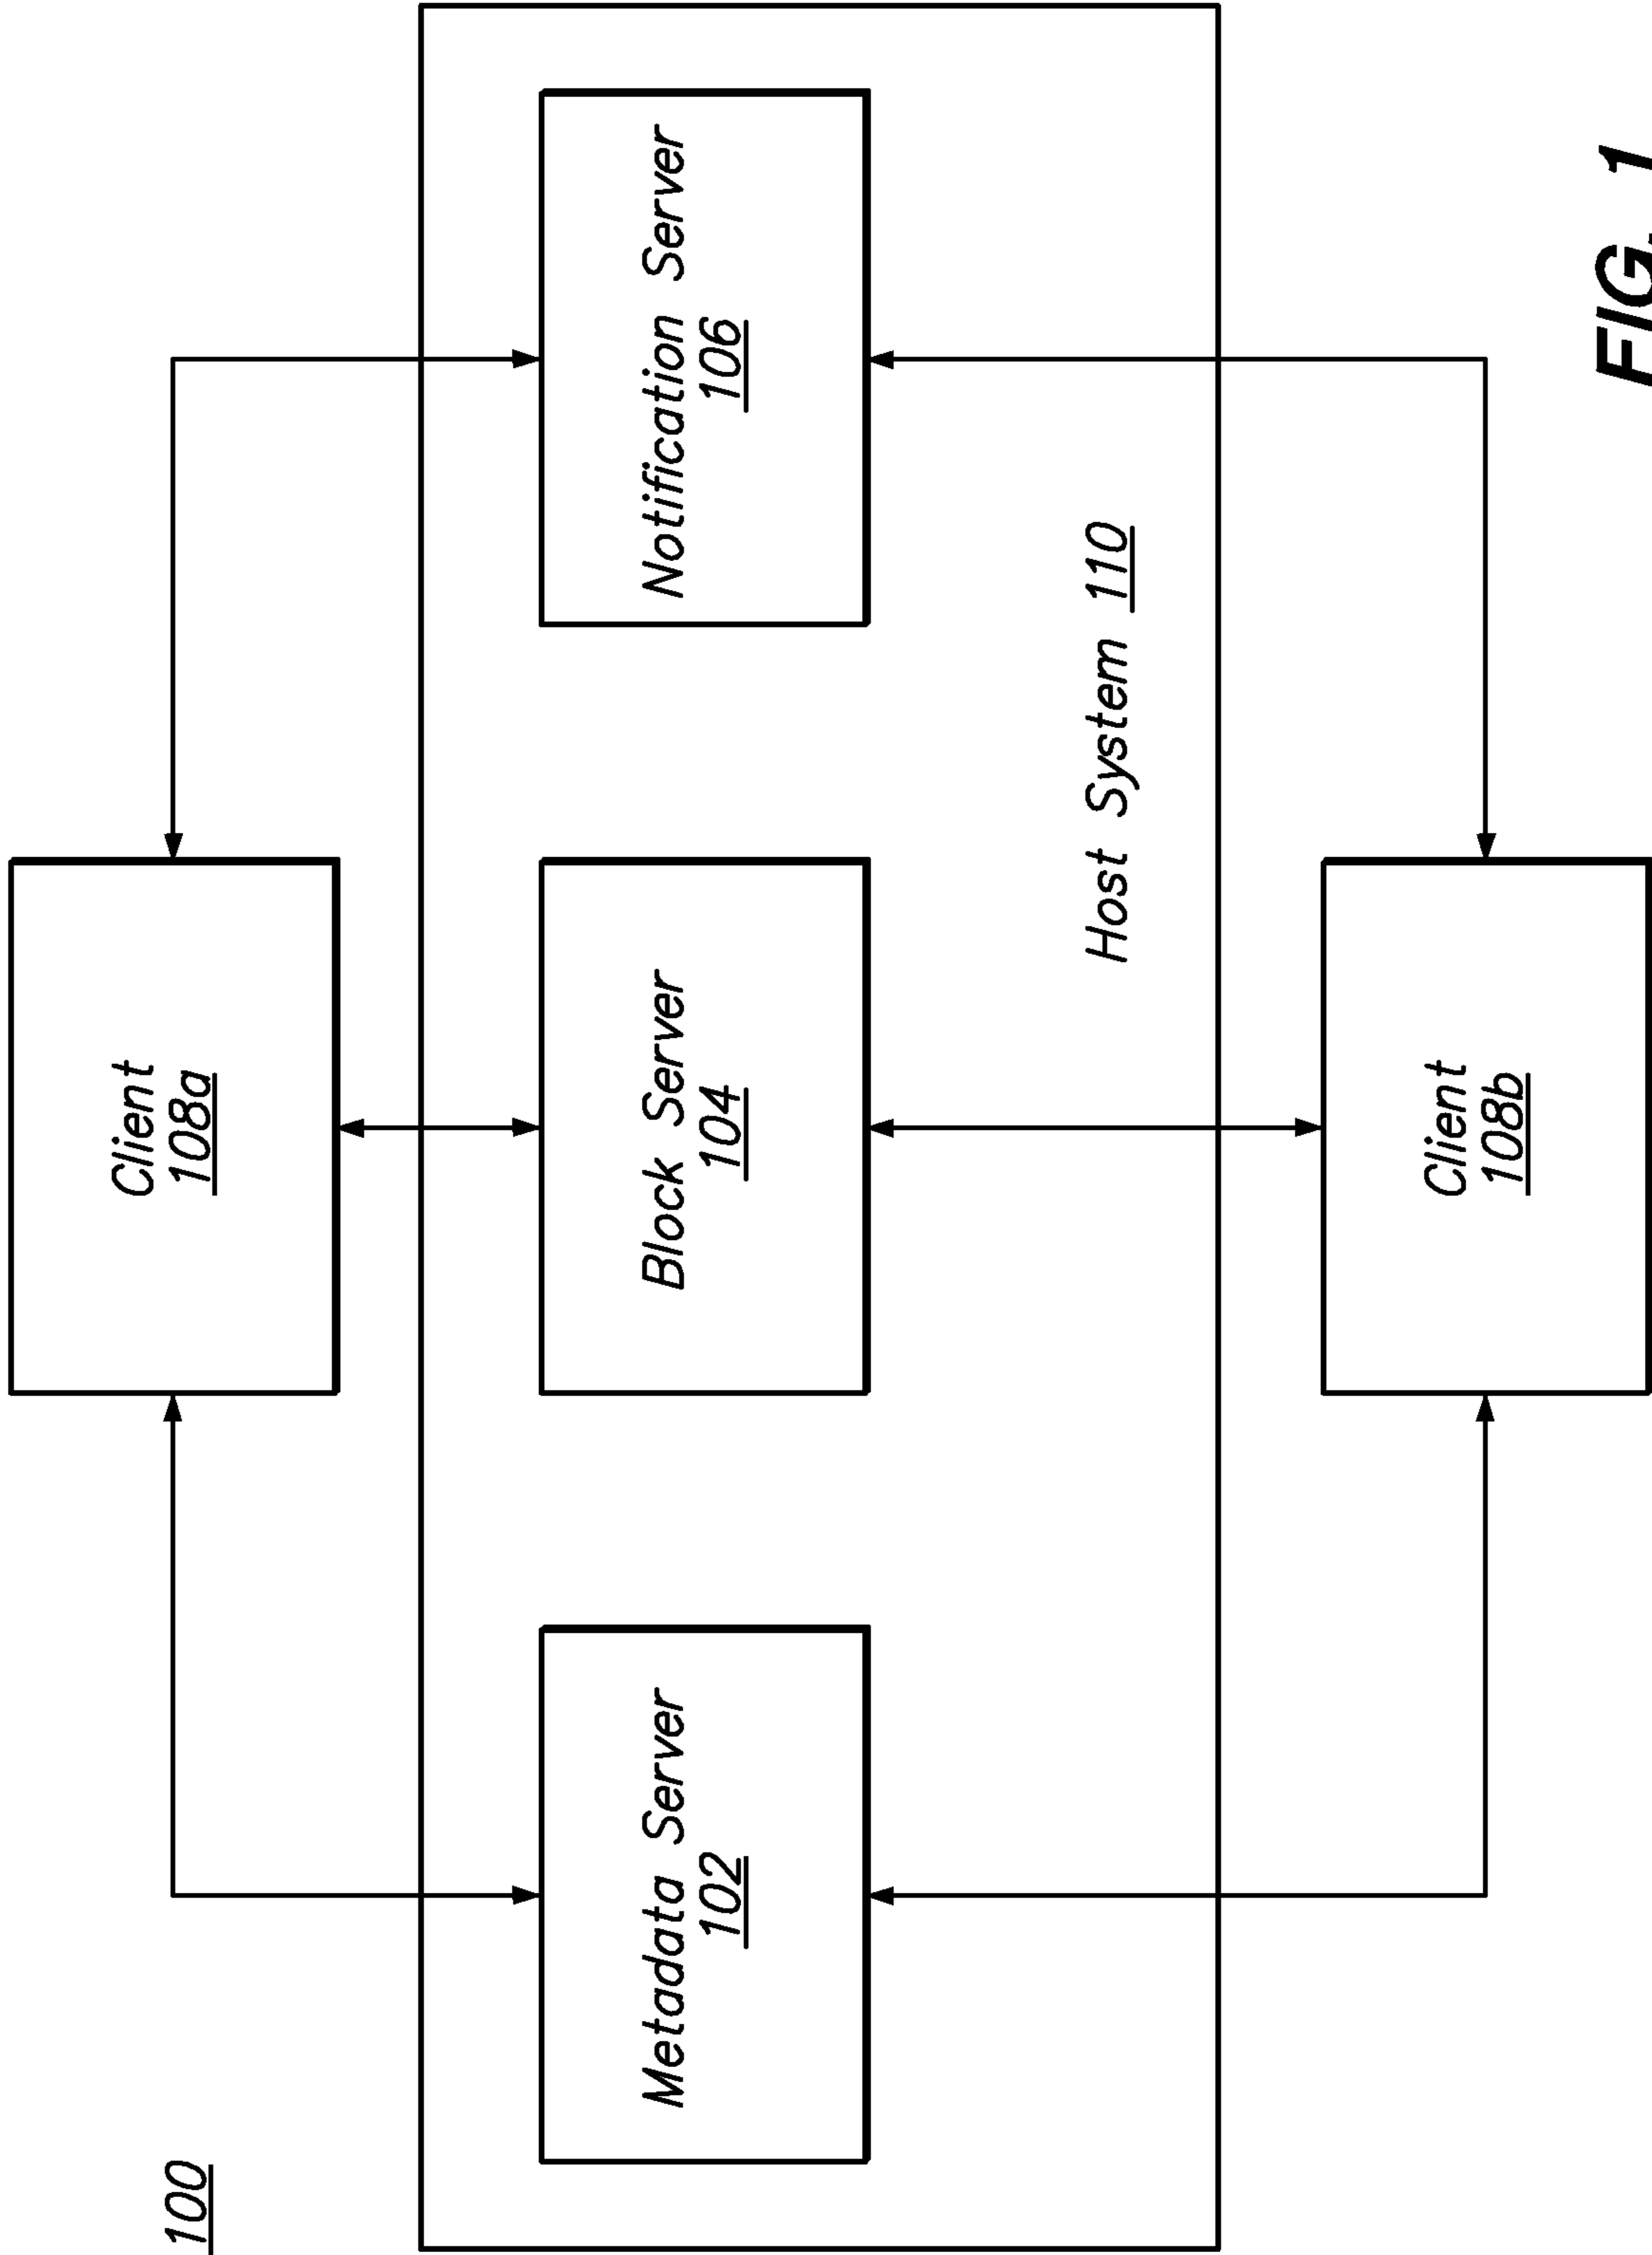 100
Client
108a
Metadata Server
102
Block Server
104
Notification Server
106
Host System 110
Client
108b
FIG. 1